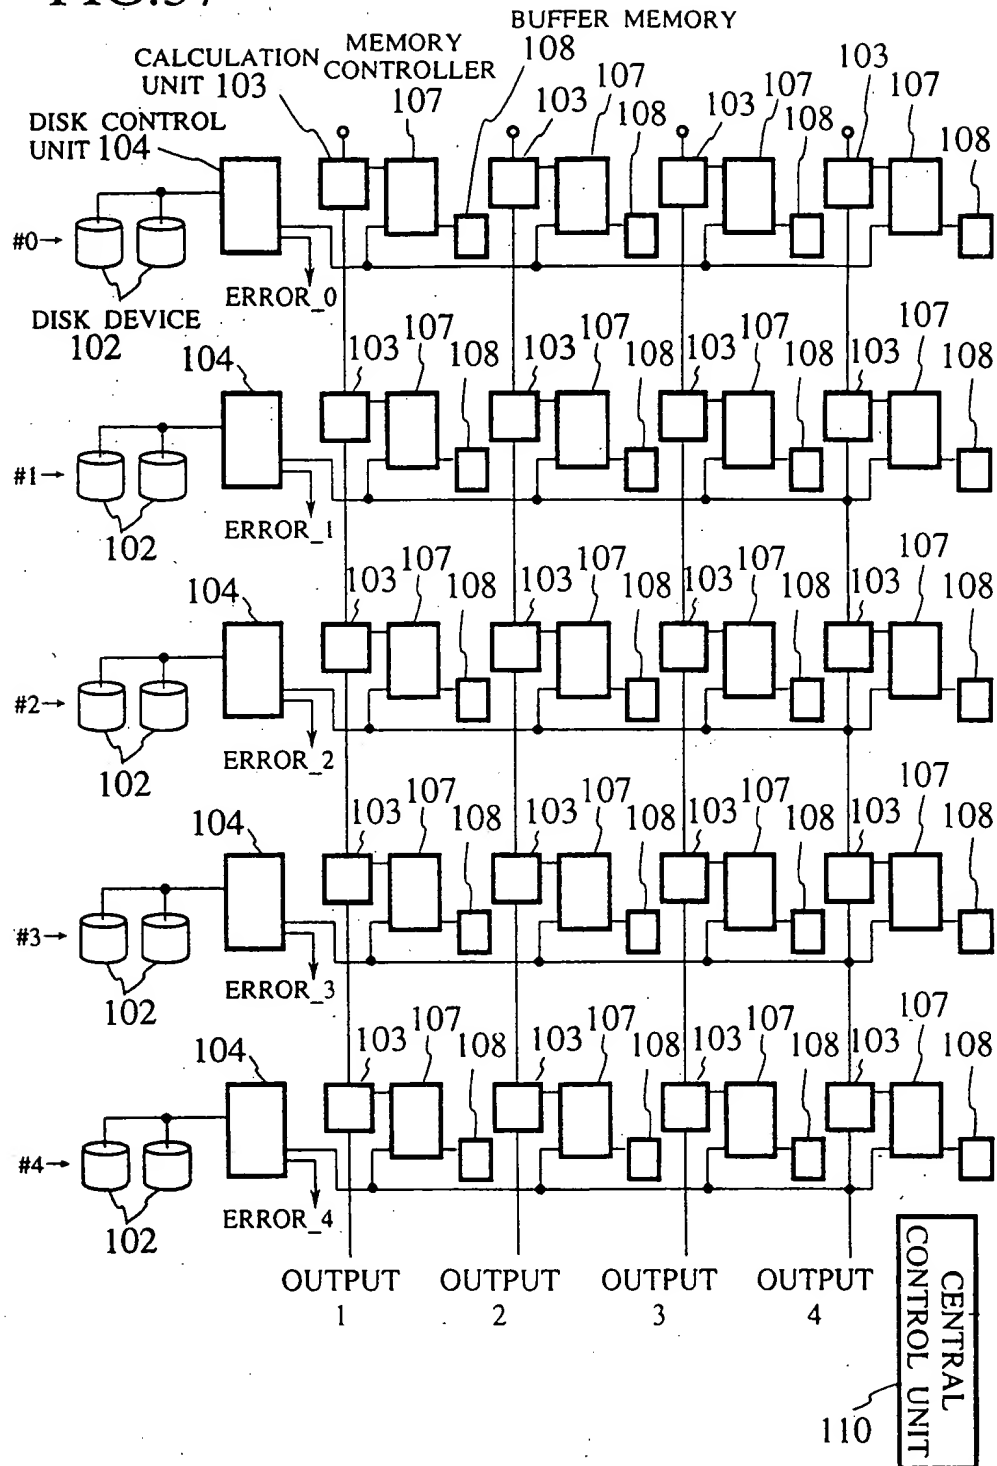 BUFFER MEMORY
108
MEMORY
CONTROLLER
107
CALCULATION
UNIT 103
103 107 108 103 107 108 103 107 108
DISK CONTROL
UNIT 104
#0→
ERROR_0
DISK DEVICE
102
104 103 107 108 103 107 108 103 107 108 103 107 108
#1→
ERROR_1
102
104 103 107 108 103 107 108 103 107 108 103 107 108
#2→
ERROR_2
102
104 103 107 108 103 107 108 103 107 108 103 107 108
#3→
ERROR_3
102
104 103 107 108 103 107 108 103 107 108 103 107 108
#4→
ERROR_4
102
OUTPUT
1
OUTPUT
2
OUTPUT
3
OUTPUT
4
CENTRAL
CONTROL UNIT
110